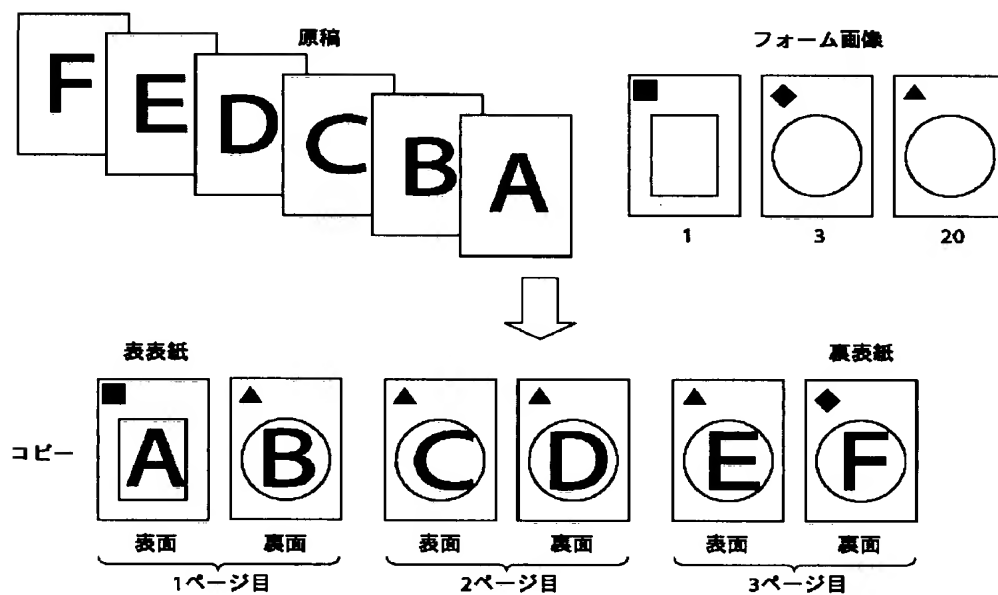 原稿
フォーム画像
F
E
D
C
B
A
1
3
20
表表紙
裏表紙
コピー
A
B
C
D
E
F
表面
裏面
表面
裏面
表面
裏面
1ページ目
2ページ目
3ページ目